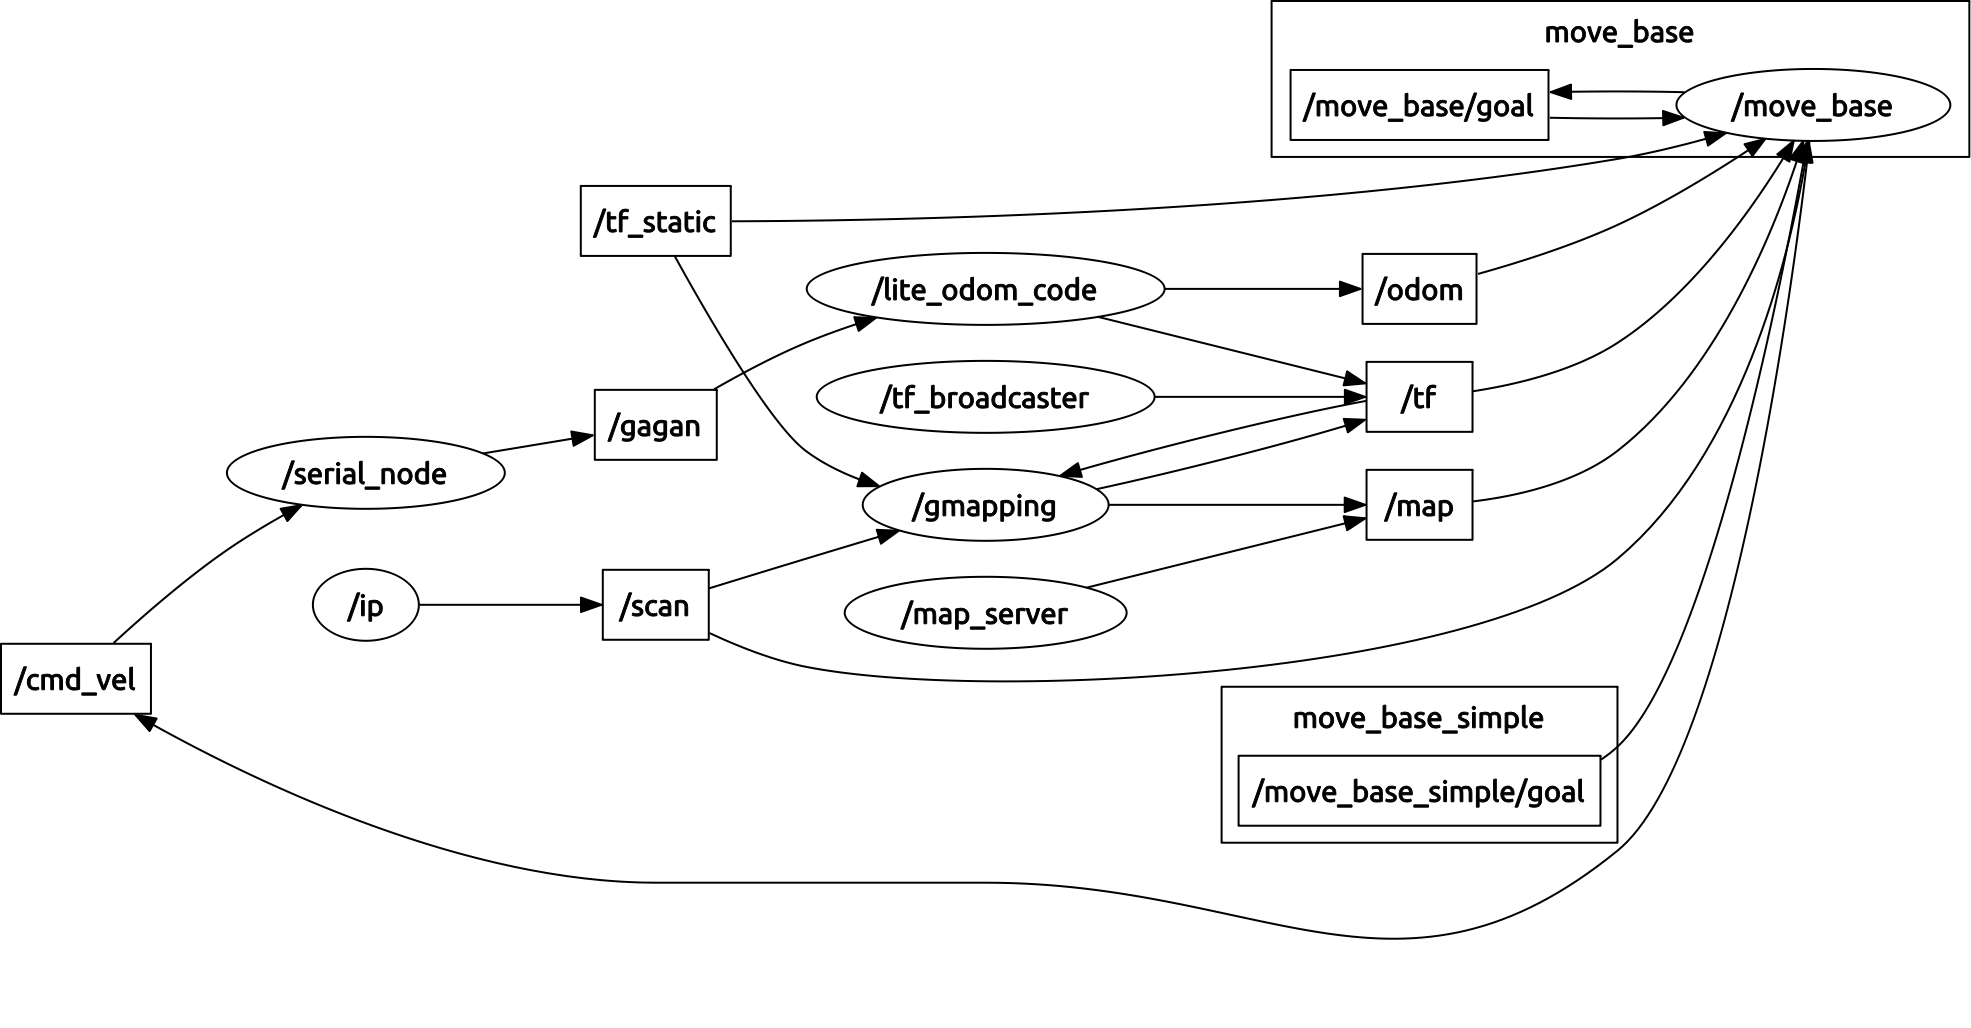 move_base
/move_base/goal
/move_base
/tf_static
/lite_odom_code
/odom
/tf_broadcaster
/tf
/gagan
/serial_node
/gmapping
/map
/ip
/scan
/map_server
/cmd_vel
move_base_simple
/move_base_simple/goal